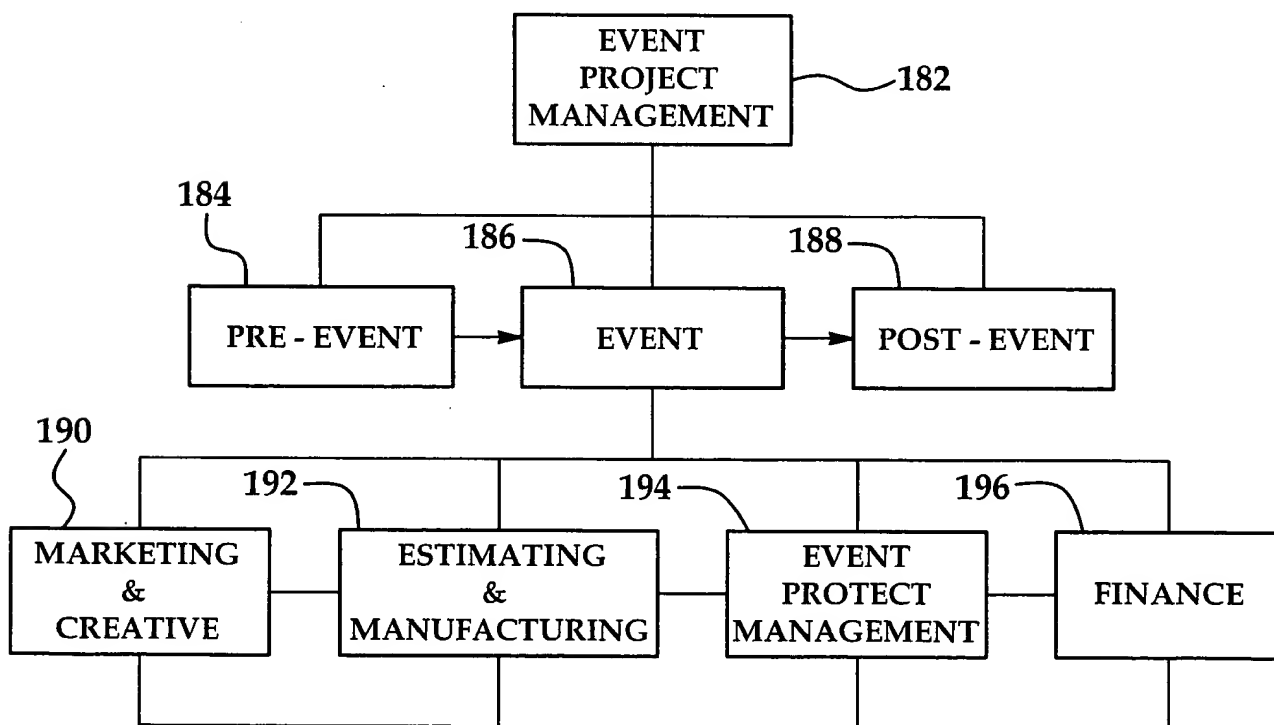 EVENT
PROJECT
MANAGEMENT
182
184
186
188
PRE - EVENT
EVENT
POST - EVENT
190
192
194
196
MARKETING
&
CREATIVE
ESTIMATING
&
MANUFACTURING
EVENT
PROTECT
MANAGEMENT
FINANCE